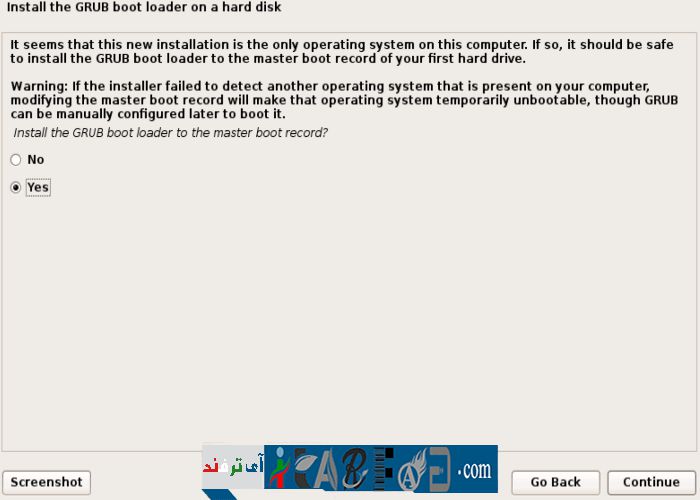 Install the GRUB boot loader on a hard disk
It seems that this new installation is the only operating system on this computer. If so, it should be safe
to install the GRUB boot loader to the master boot record of your first hard drive.
Warning: If the installer failed to detect another operating system that is present on your computer,
modifying the master boot record will make that operating system temporarily unbootable, though GRUB
can be manually configured later to boot it.
Install the GRUB boot loader to the master boot record?
No
Yes
آی ترفند
.com
Screenshot
Go Back
Continue